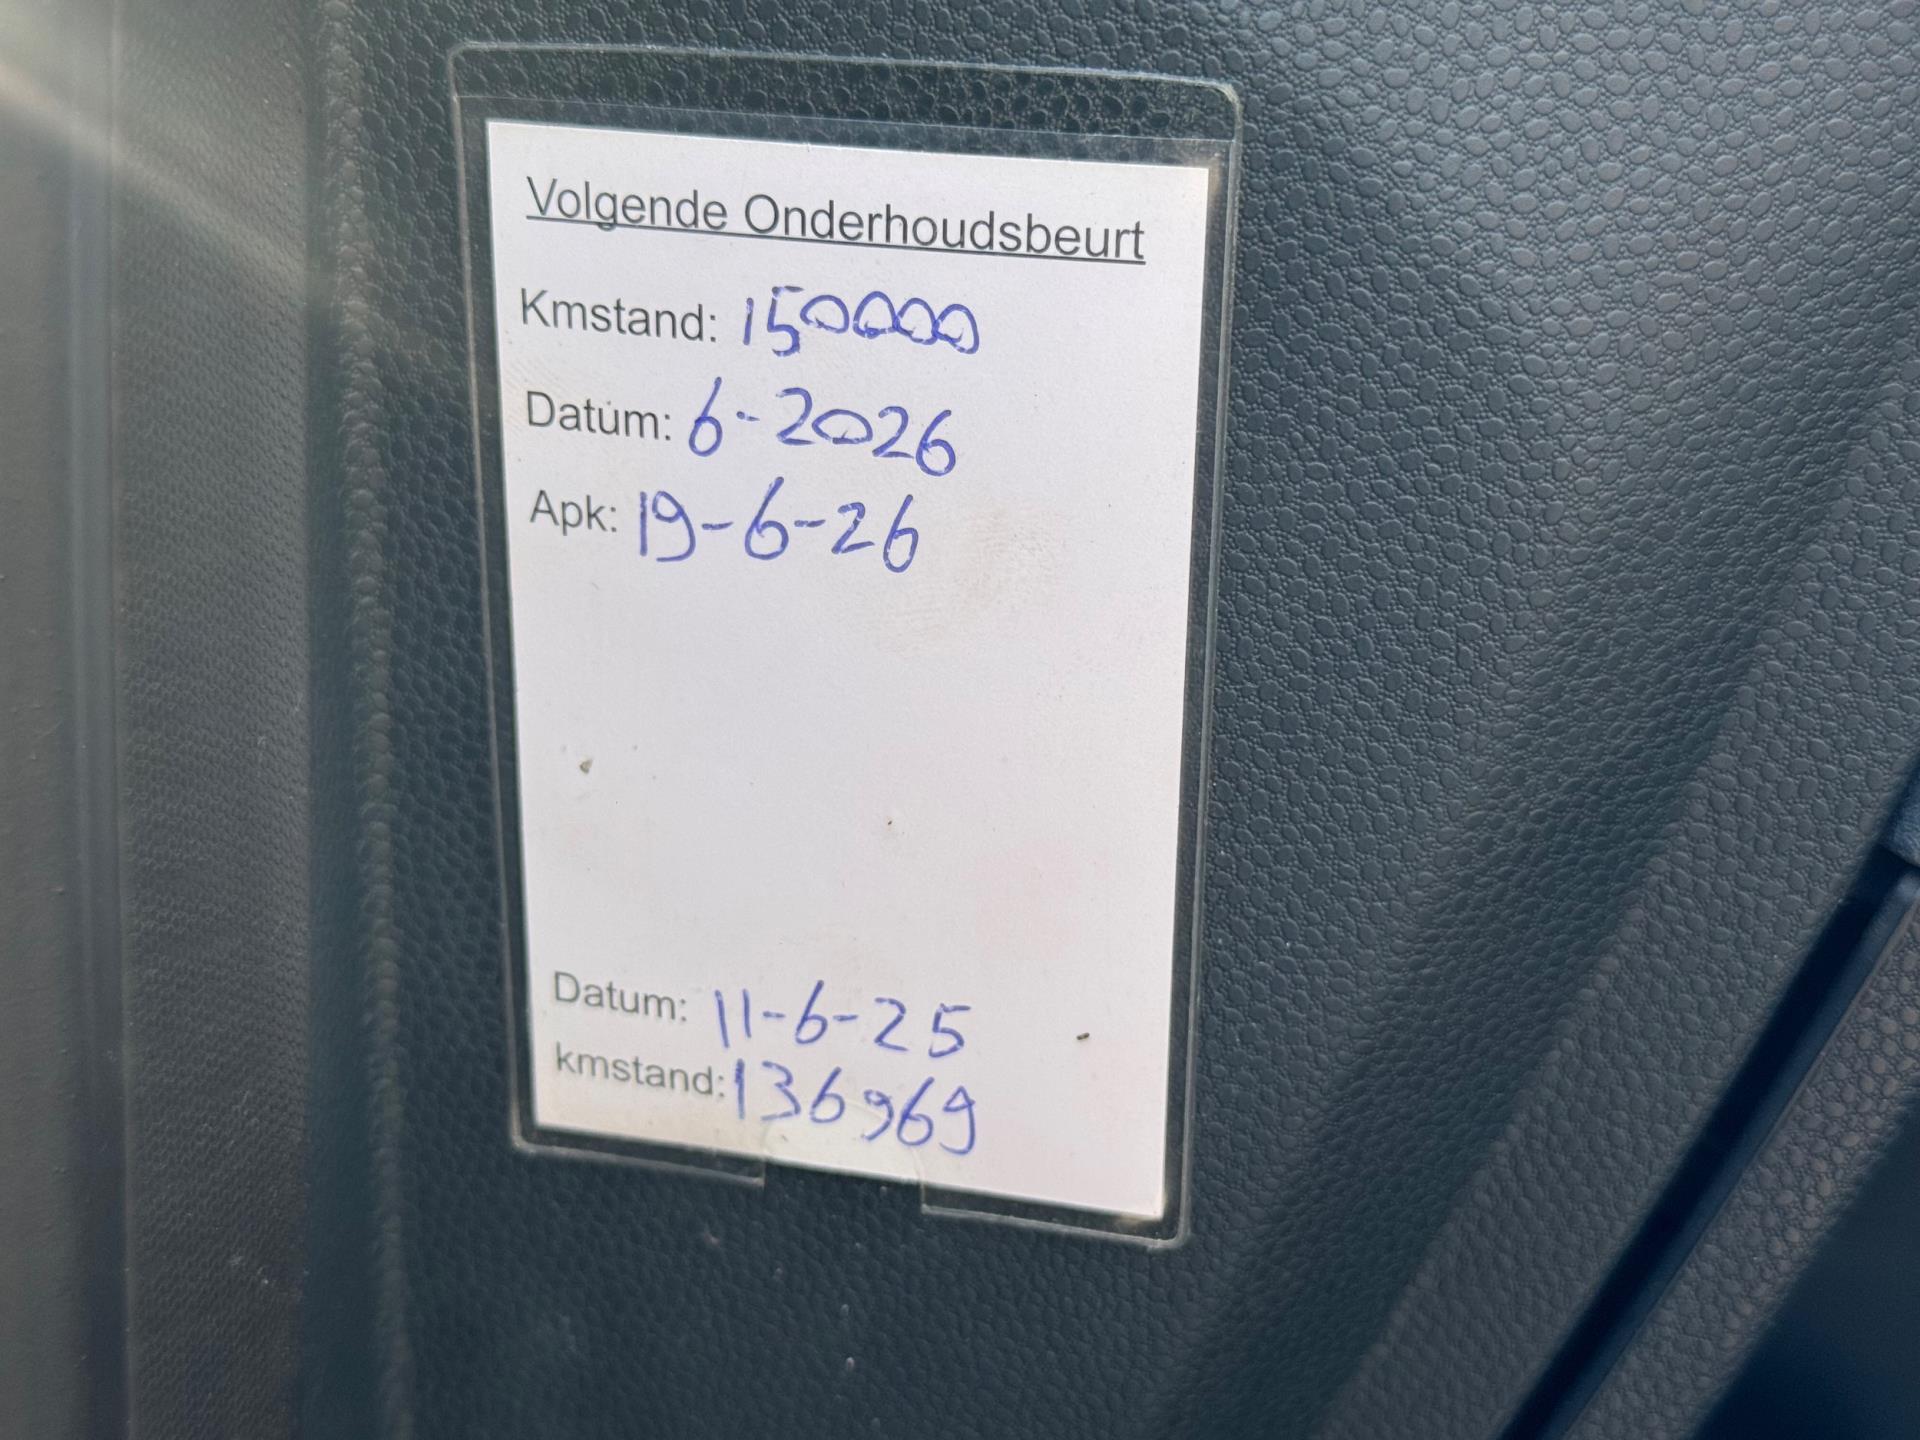 Volgende Onderhoudsbeurt
Kmstand: 150000
Datum: 6-2026
Apk: 19-6-26
Datum: 11-6-25
kmstand: 136969